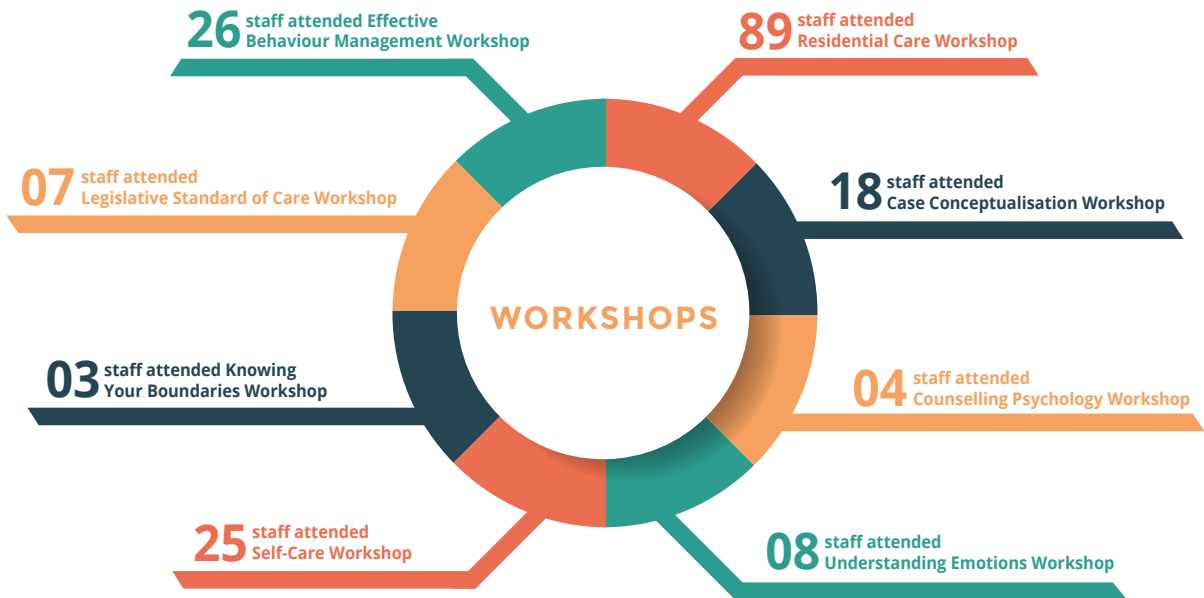 26 staff attended Effective
Behaviour Management Workshop
89 staff attended
Residential Care Workshop
07 staff attended
Legislative Standard of Care Workshop
18 staff attended
Case Conceptualisation Workshop
WORKSHOPS
03 staff attended Knowing
Your Boundaries Workshop
04 staff attended
Counselling Psychology Workshop
25 staff attended
Self-Care Workshop
08 staff attended
Understanding Emotions Workshop